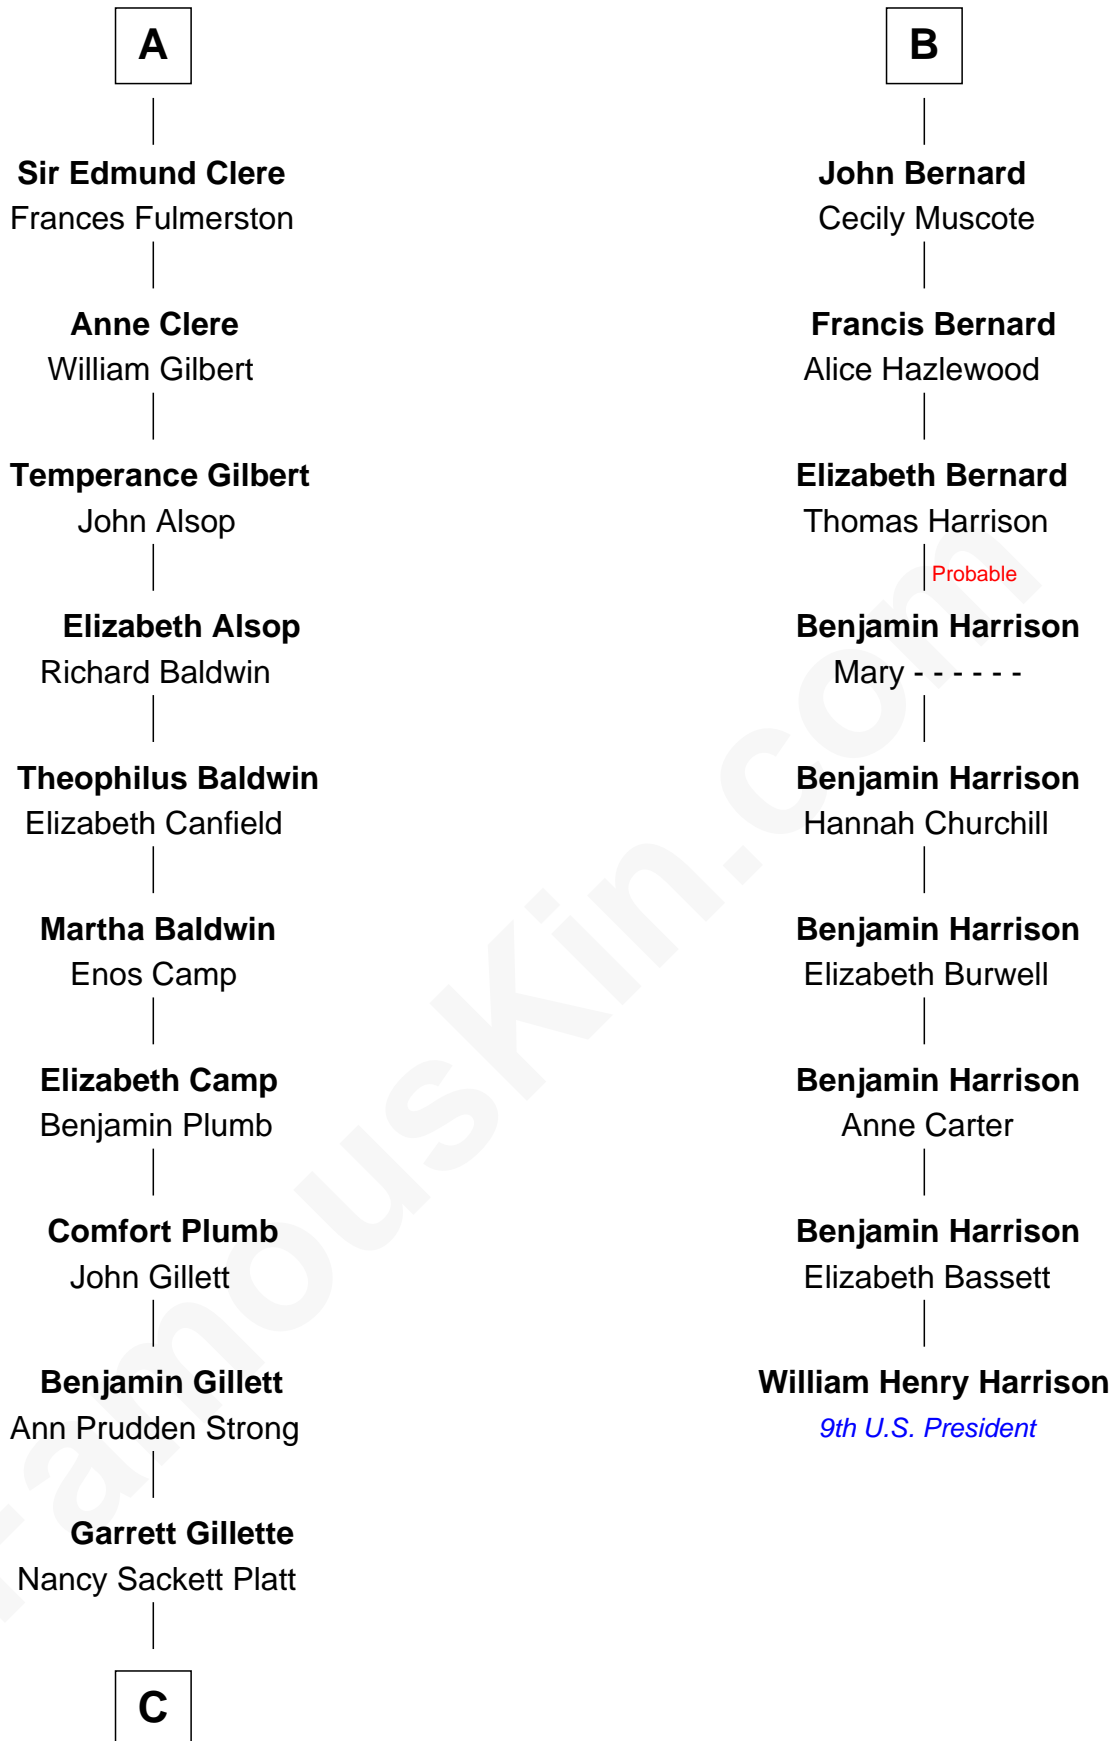 A
Sir Edmund Clere
Frances Fulmerston
Anne Clere
William Gilbert
Temperance Gilbert
John Alsop
Elizabeth Alsop
Richard Baldwin
Theophilus Baldwin
Elizabeth Canfield
Martha Baldwin
Enos Camp
Elizabeth Camp
Benjamin Plumb
Comfort Plumb
John Gillett
Benjamin Gillett
Ann Prudden Strong
Garrett Gillette
Nancy Sackett Platt
C
B
John Bernard
Cecily Muscote
Francis Bernard
Alice Hazlewood
Elizabeth Bernard
Thomas Harrison
Probable
Benjamin Harrison
Mary - - - - - -
Benjamin Harrison
Hannah Churchill
Benjamin Harrison
Elizabeth Burwell
Benjamin Harrison
Anne Carter
Benjamin Harrison
Elizabeth Bassett
William Henry Harrison
9th U.S. President
FamousKin.com